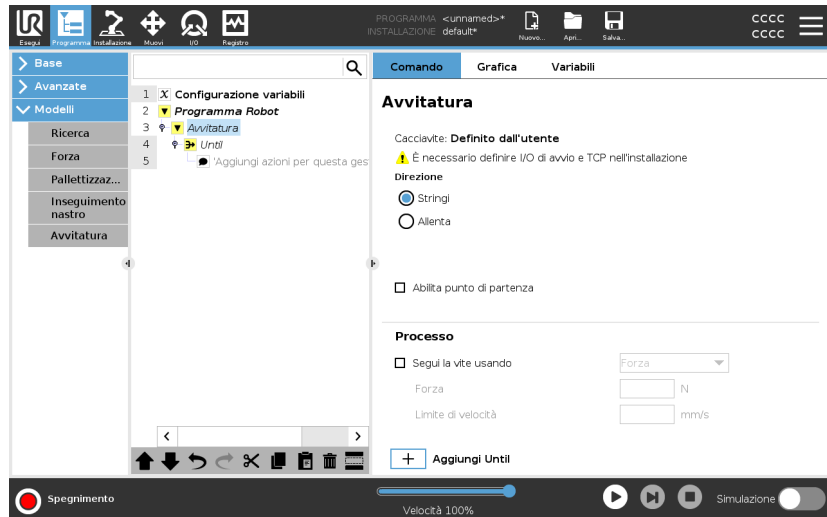 PROGRAMMA <unnamed>*
INSTALLAZIONE default*
UR
Esegui
Programma
Installazione
Muovi
I/O
Registro
Nuovo...
Apri...
Salva...
cccc
cccc
Base
Avanzate
Modelli
Ricerca
Forza
Pallettizzaz...
Inseguimento
nastro
Avvitatura
1 X Configurazione variabili
2 Programma Robot
3 Avvitatura
4 Until
5 'Aggiungi azioni per questa ges
Comando
Grafica
Variabili
Avvitatura
Cacciavite: Definito dall'utente
È necessario definire I/O di avvio e TCP nell'installazione
Direzione
Stringi
Allenta
Abilita punto di partenza
Processo
Segui la vite usando
Forza
Forza
N
Limite di velocità
mm/s
+ Aggiungi Until
Spegnimento
Velocità 100%
Simulazione